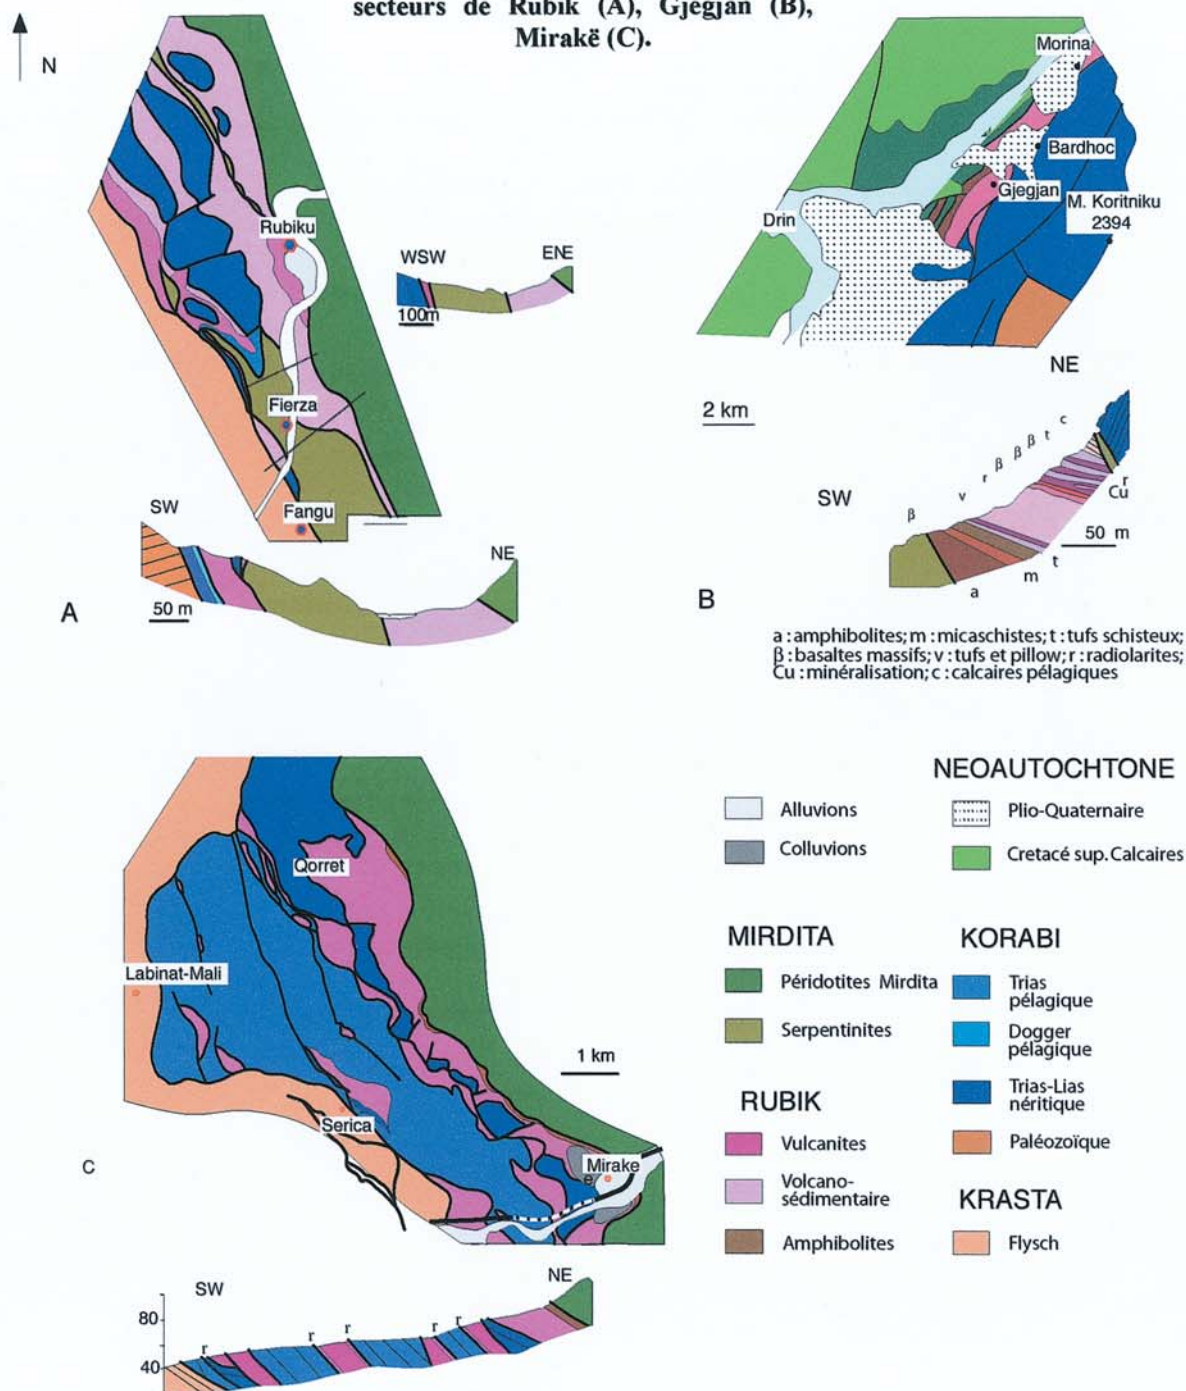 secteurs de Rubik (A), Gjegjan (B),
Mirakë (C).
N
Rubiku
Fierza
Fangu
WSW
ENE
100m
SW
NE
50 m
A
Morina
Bardhoc
Gjegjan
M. Koritniku
2394
Drin
2 km
NE
SW
β
v
r
β
β
β
t
c
r
Cu
50 m
t
m
a
B
a : amphibolites; m : micaschistes; t : tufs schisteux;
β : basaltes massifs; v : tufs et pillow; r : radiolarites;
Cu : minéralisation; c : calcaires pélagiques
Qorret
Labinat-Mali
Serica
Mirake
e
1 km
C
SW
NE
80
40
r
r
r
r
r
NEOAUTOCHTONE
Alluvions
Plio-Quaternaire
Colluvions
Cretacé sup. Calcaires
MIRDITA
Péridotites Mirdita
Serpentinites
RUBIK
Vulcanites
Volcano-
sédimentaire
Amphibolites
KORABI
Trias
pélagique
Dogger
pélagique
Trias-Lias
néritique
Paléozoïque
KRASTA
Flysch